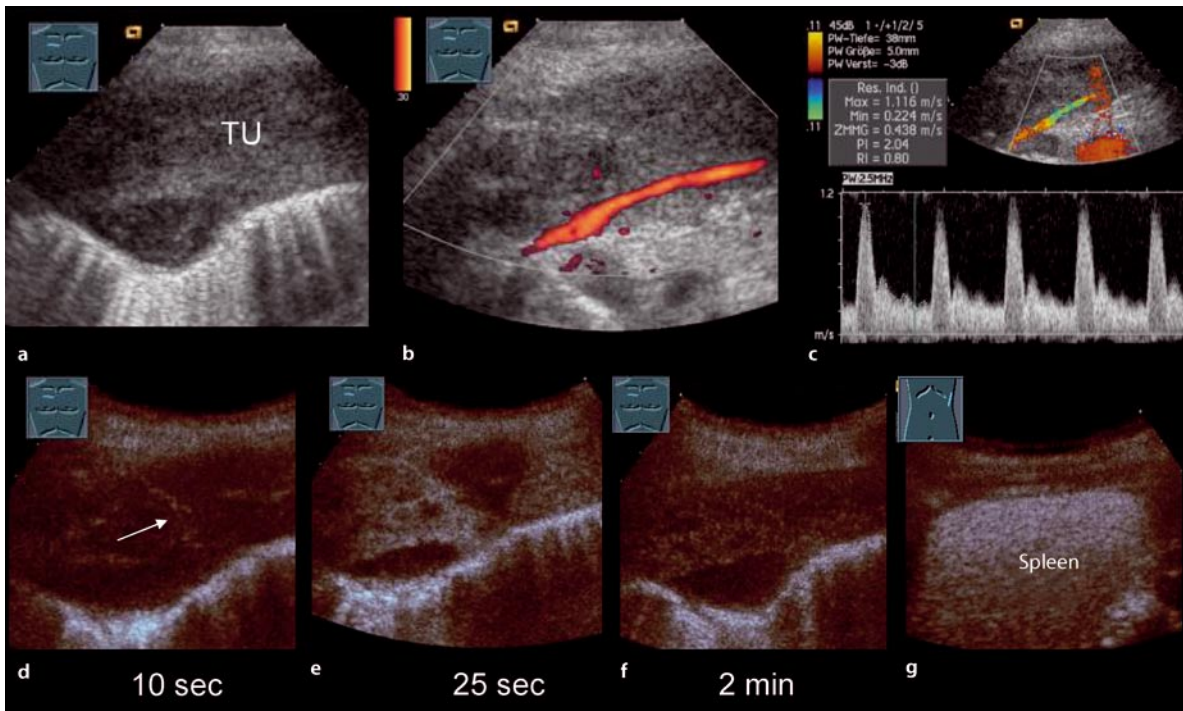 TU
30
.11
.11
45dB 1 ·/+1/2/ 5
PW-Tiefe= 38mm
PW Größe= 5.0mm
PW Verst= -3dB
Res. Ind. ()
Max = 1.116 m/s
Min = 0.224 m/s
ZMMG = 0.438 m/s
PI = 2.04
RI = 0.80
PW:2.5MHz
1.2
m/s
a
b
c
Spleen
d
10 sec
e
25 sec
f
2 min
g